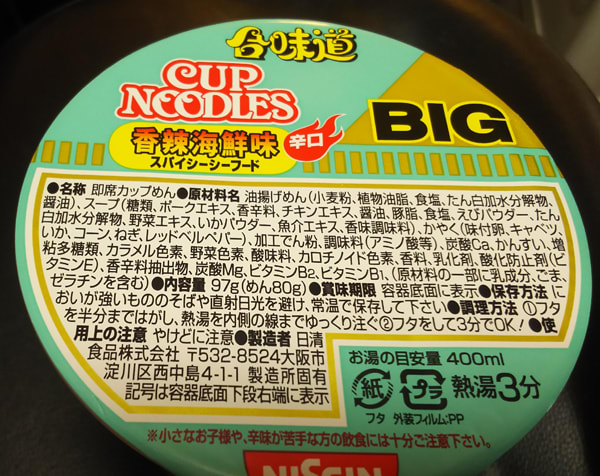 合味道
CUP
NOODLES
BIG
香辣海鮮味
辛口
スパイシーシーフード
●名称 即席カップめん●原材料名 油揚げめん(小麦粉、植物油脂、食塩、たん白加水分解物、
醤油)、スープ(糖類、ポークエキス、香辛料、チキンエキス、醤油、豚脂、食塩、えびパウダー、たん
白加水分解物、野菜エキス、いかパウダー、魚介エキス、香味調味料)、かやく(味付卵、キャベツ、
いか、コーン、ねぎ、レッドベルペパー)、加工でん粉、調味料(アミノ酸等)、炭酸Ca、かんすい、増
粘多糖類、カラメル色素、野菜色素、酸味料、カロチノイド色素、香料、乳化剤、酸化防止剤(ビ
タミンE)、香辛料抽出物、炭酸Mg、ビタミンB2、ビタミンB1、(原材料の一部に乳成分、ごま、
ゼラチンを含む)●内容量 97g(めん80g)●賞味期限 容器底面に表示●保存方法 に
おいが強いもののそばや直射日光を避け、常温で保存して下さい●調理方法 ①フタ
を半分まではがし、熱湯を内側の線までゆっくり注ぐ②フタをして3分でOK!●使
用上の注意 やけどに注意●製造者 日清
食品株式会社 〒532-8524大阪市
淀川区西中島4-1-1 製造所固有
記号は容器底面下段右端に表示
お湯の目安量 400ml
紙
プラ
熱湯3分
フタ 外装フィルム:PP
※小さなお子様や、辛味が苦手な方の飲食には十分ご注意下さい。
NISSIN